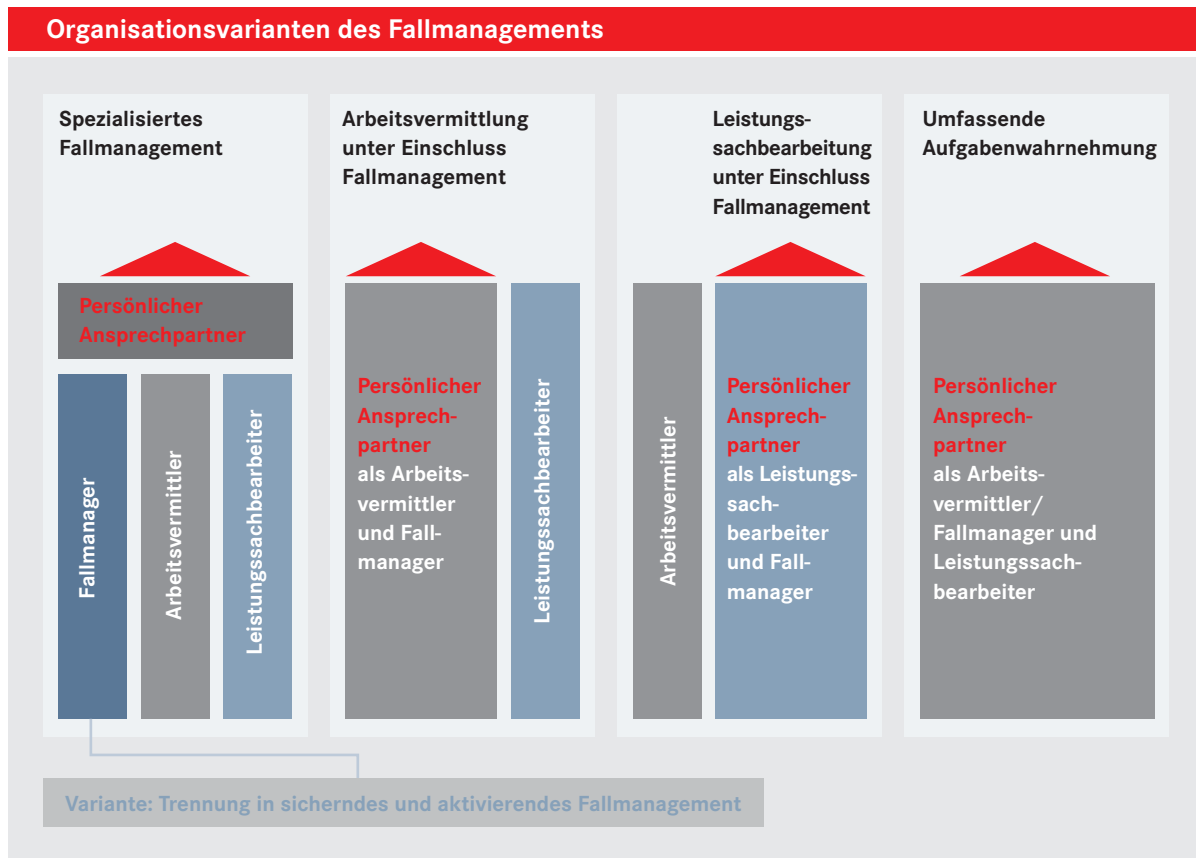 Organisationsvarianten des Fallmanagements
Spezialisiertes
Fallmanagement
Persönlicher
Ansprechpartner
Fallmanager
Arbeitsvermittler
Leistungssachbearbeiter
Arbeitsvermittlung
unter Einschluss
Fallmanagement
Persönlicher
Ansprech-
partner
als Arbeits-
vermittler
und Fall-
manager
Leistungssachbearbeiter
Leistungs-
sachbearbeitung
unter Einschluss
Fallmanagement
Arbeitsvermittler
Persönlicher
Ansprech-
partner
als Leistungs-
sach-
bearbeiter
und Fall-
manager
Umfassende
Aufgabenwahrnehmung
Persönlicher
Ansprech-
partner
als Arbeits-
vermittler/
Fallmanager und
Leistungssach-
bearbeiter
Variante: Trennung in sicherndes und aktivierendes Fallmanagement